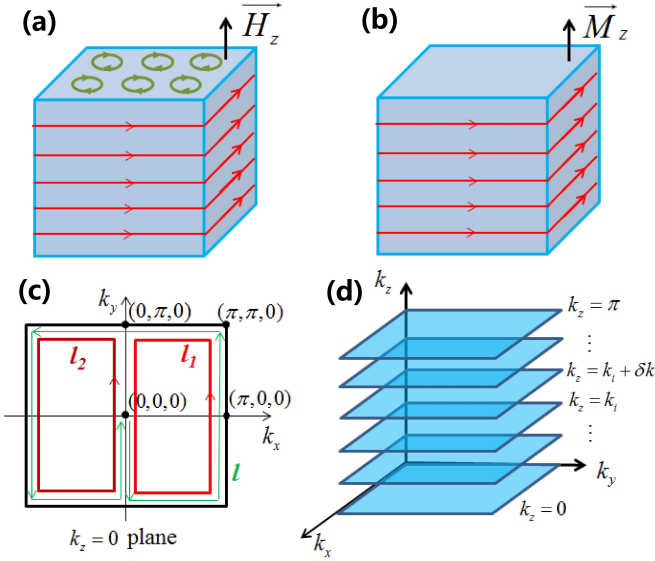 (a)
H_z
(b)
M_z
(c)
k_y
(0,π,0)
(π,π,0)
l_2
l_1
(0,0,0)
(π,0,0)
k_x
l
k_z = 0 plane
(d)
k_z
k_z = π
⋮
k_z = k_i + δk
k_z = k_i
⋮
k_y
k_z = 0
k_x